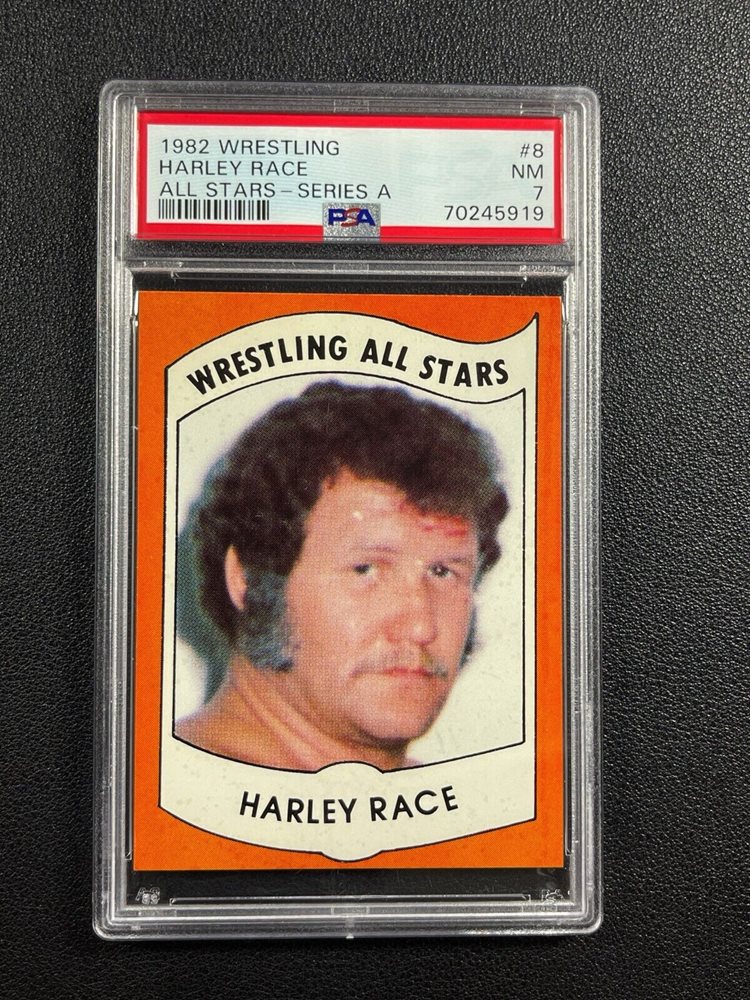 1982 WRESTLING #8
HARLEY RACE NM
ALL STARS - SERIES A 7
PSA 70245919
WRESTLING ALL STARS
HARLEY RACE